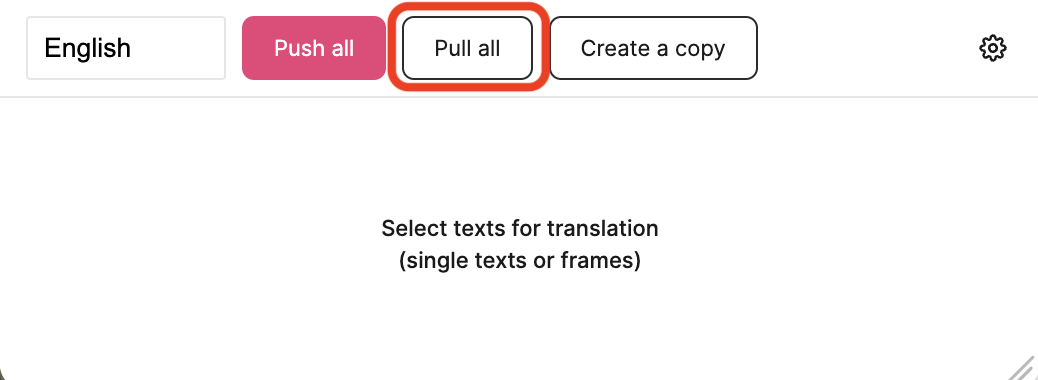 English
Push all
Pull all
Create a copy
Select texts for translation
(single texts or frames)